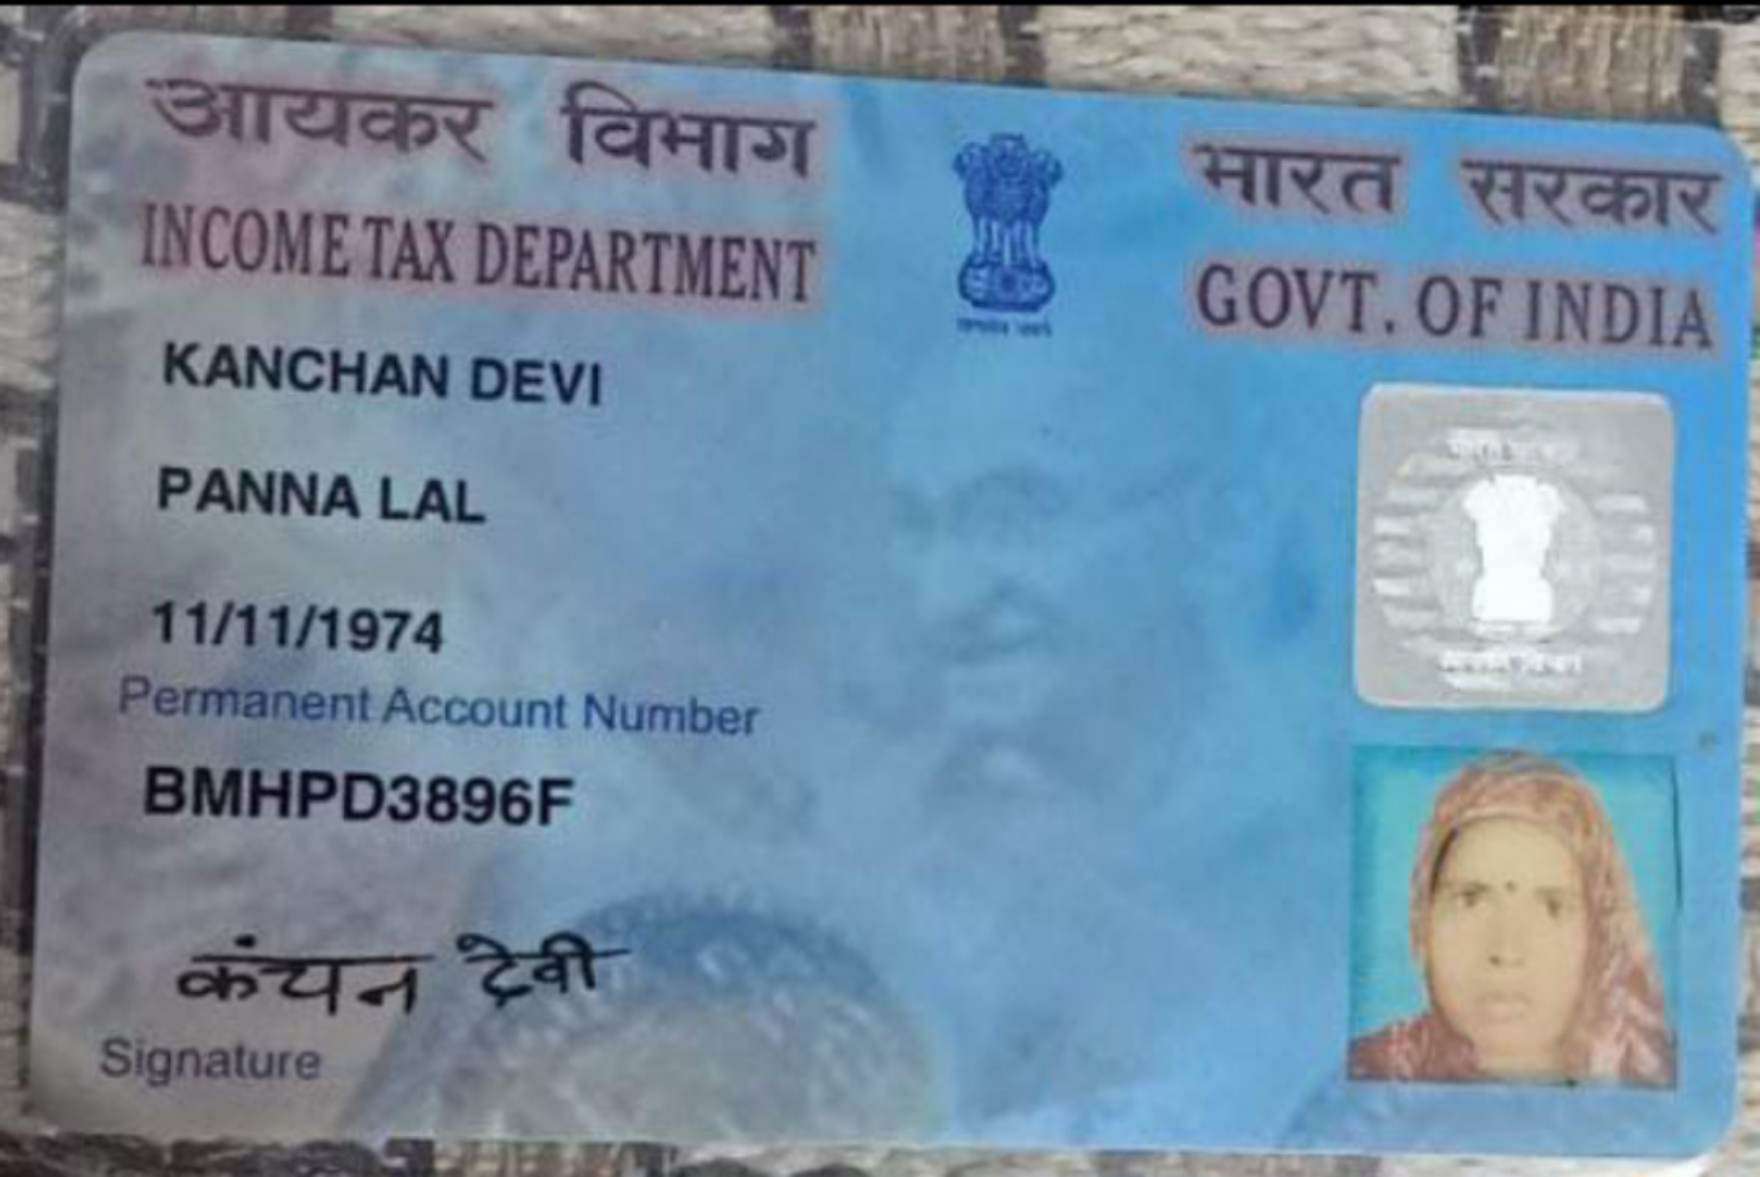 आयकर विभाग भारत सरकार
INCOME TAX DEPARTMENT GOVT. OF INDIA
KANCHAN DEVI
PANNA LAL
11/11/1974
Permanent Account Number
BMHPD3896F
कंचन देवी
Signature